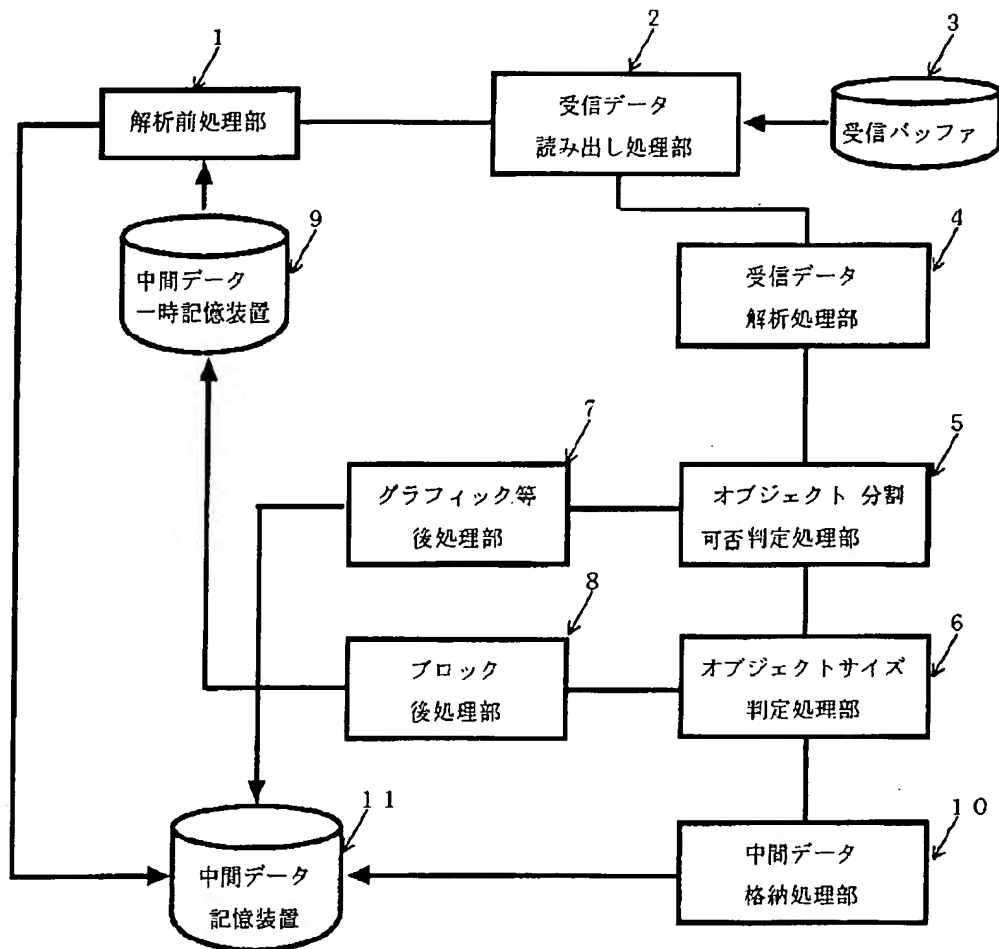 1
解析前処理部
2
受信データ
読み出し処理部
3
受信バッファ
9
中間データ
一時記憶装置
4
受信データ
解析処理部
7
グラフィック等
後処理部
5
オブジェクト 分割
可否判定処理部
8
ブロック
後処理部
6
オブジェクトサイズ
判定処理部
11
中間データ
記憶装置
10
中間データ
格納処理部